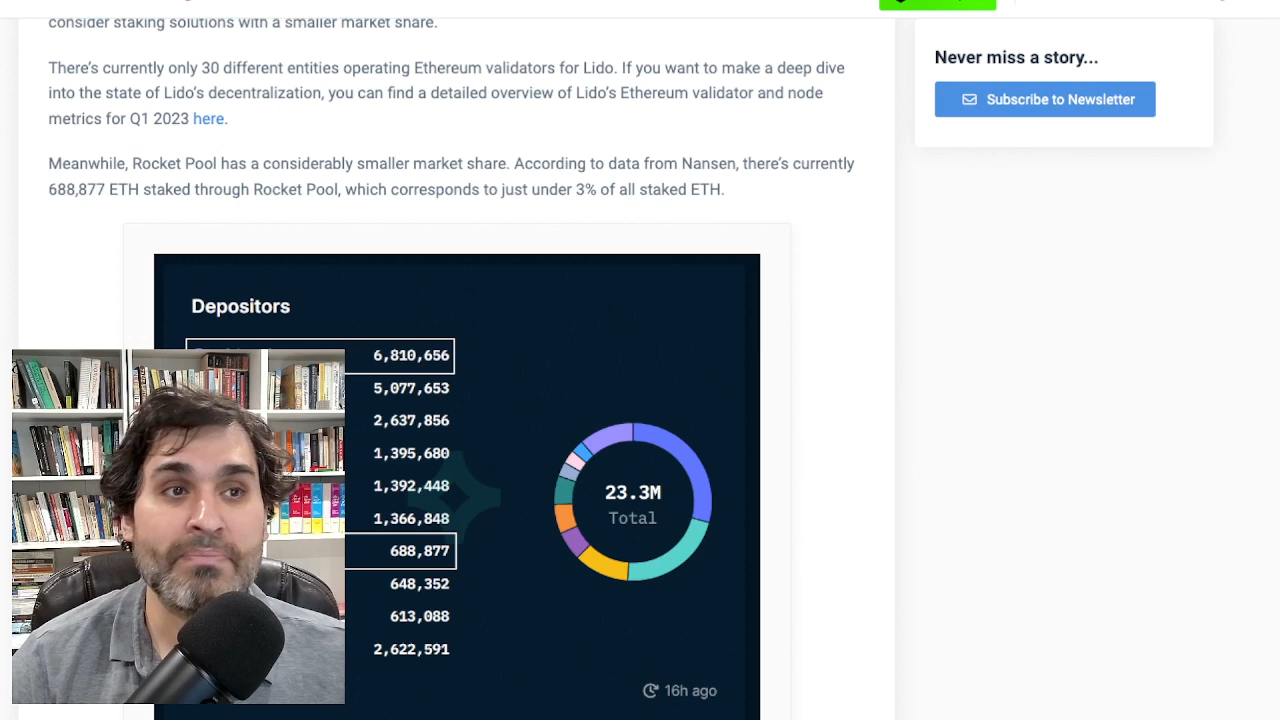 consider staking solutions with a smaller market share.
There's currently only 30 different entities operating Ethereum validators for Lido. If you want to make a deep dive
into the state of Lido's decentralization, you can find a detailed overview of Lido's Ethereum validator and node
metrics for Q1 2023 here.
Meanwhile, Rocket Pool has a considerably smaller market share. According to data from Nansen, there's currently
688,877 ETH staked through Rocket Pool, which corresponds to just under 3% of all staked ETH.
Depositors
6,810,656
5,077,653
2,637,856
1,395,680
1,392,448
1,366,848
688,877
648,352
613,088
2,622,591
23.3M
Total
16h ago
Never miss a story...
Subscribe to Newsletter